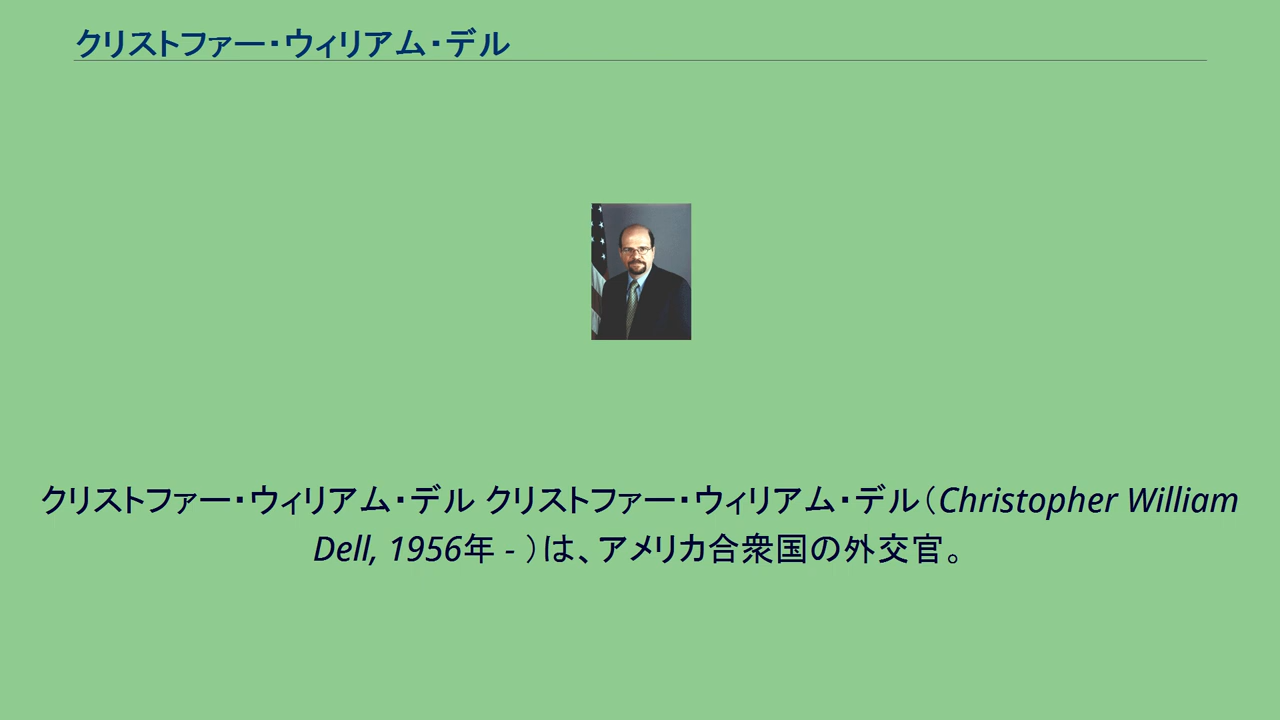 クリストファー・ウィリアム・デル
クリストファー・ウィリアム・デル クリストファー・ウィリアム・デル（Christopher William
Dell, 1956年 - ）は、アメリカ合衆国の外交官。